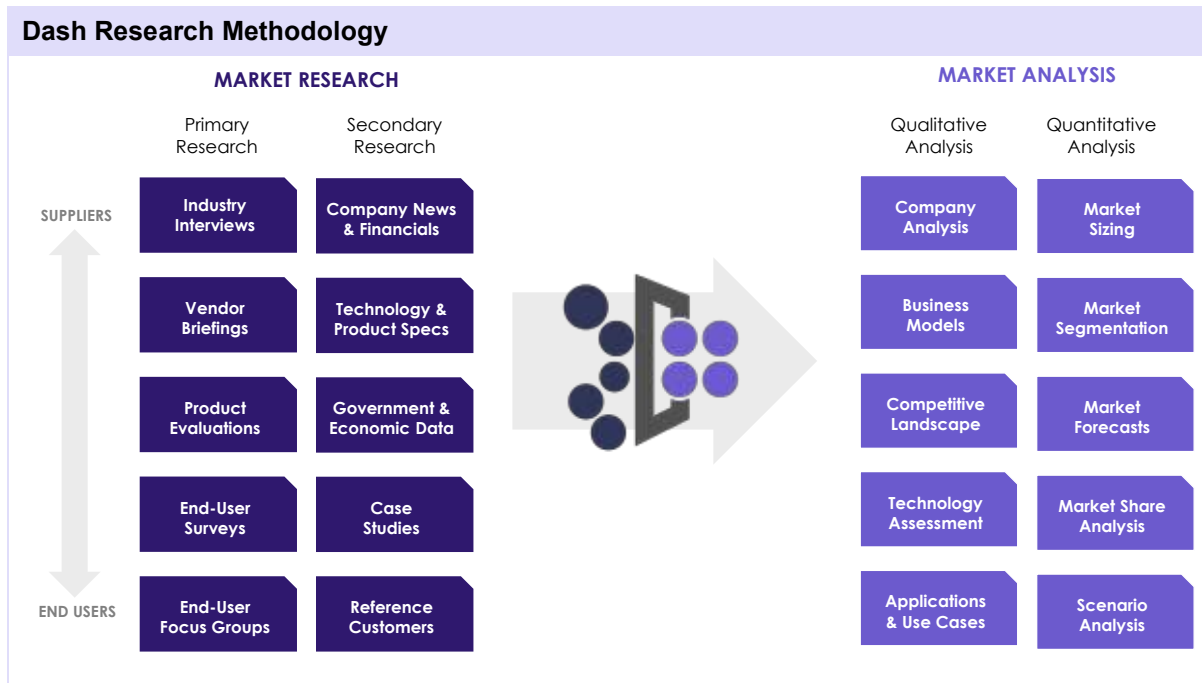 Dash Research Methodology
MARKET RESEARCH
MARKET ANALYSIS
Primary
Research
Secondary
Research
Qualitative
Analysis
Quantitative
Analysis
SUPPLIERS
Industry
Interviews
Company News
& Financials
Company
Analysis
Market
Sizing
Vendor
Briefings
Technology &
Product Specs
Business
Models
Market
Segmentation
Product
Evaluations
Government &
Economic Data
Competitive
Landscape
Market
Forecasts
End-User
Surveys
Case
Studies
Technology
Assessment
Market Share
Analysis
END USERS
End-User
Focus Groups
Reference
Customers
Applications
& Use Cases
Scenario
Analysis